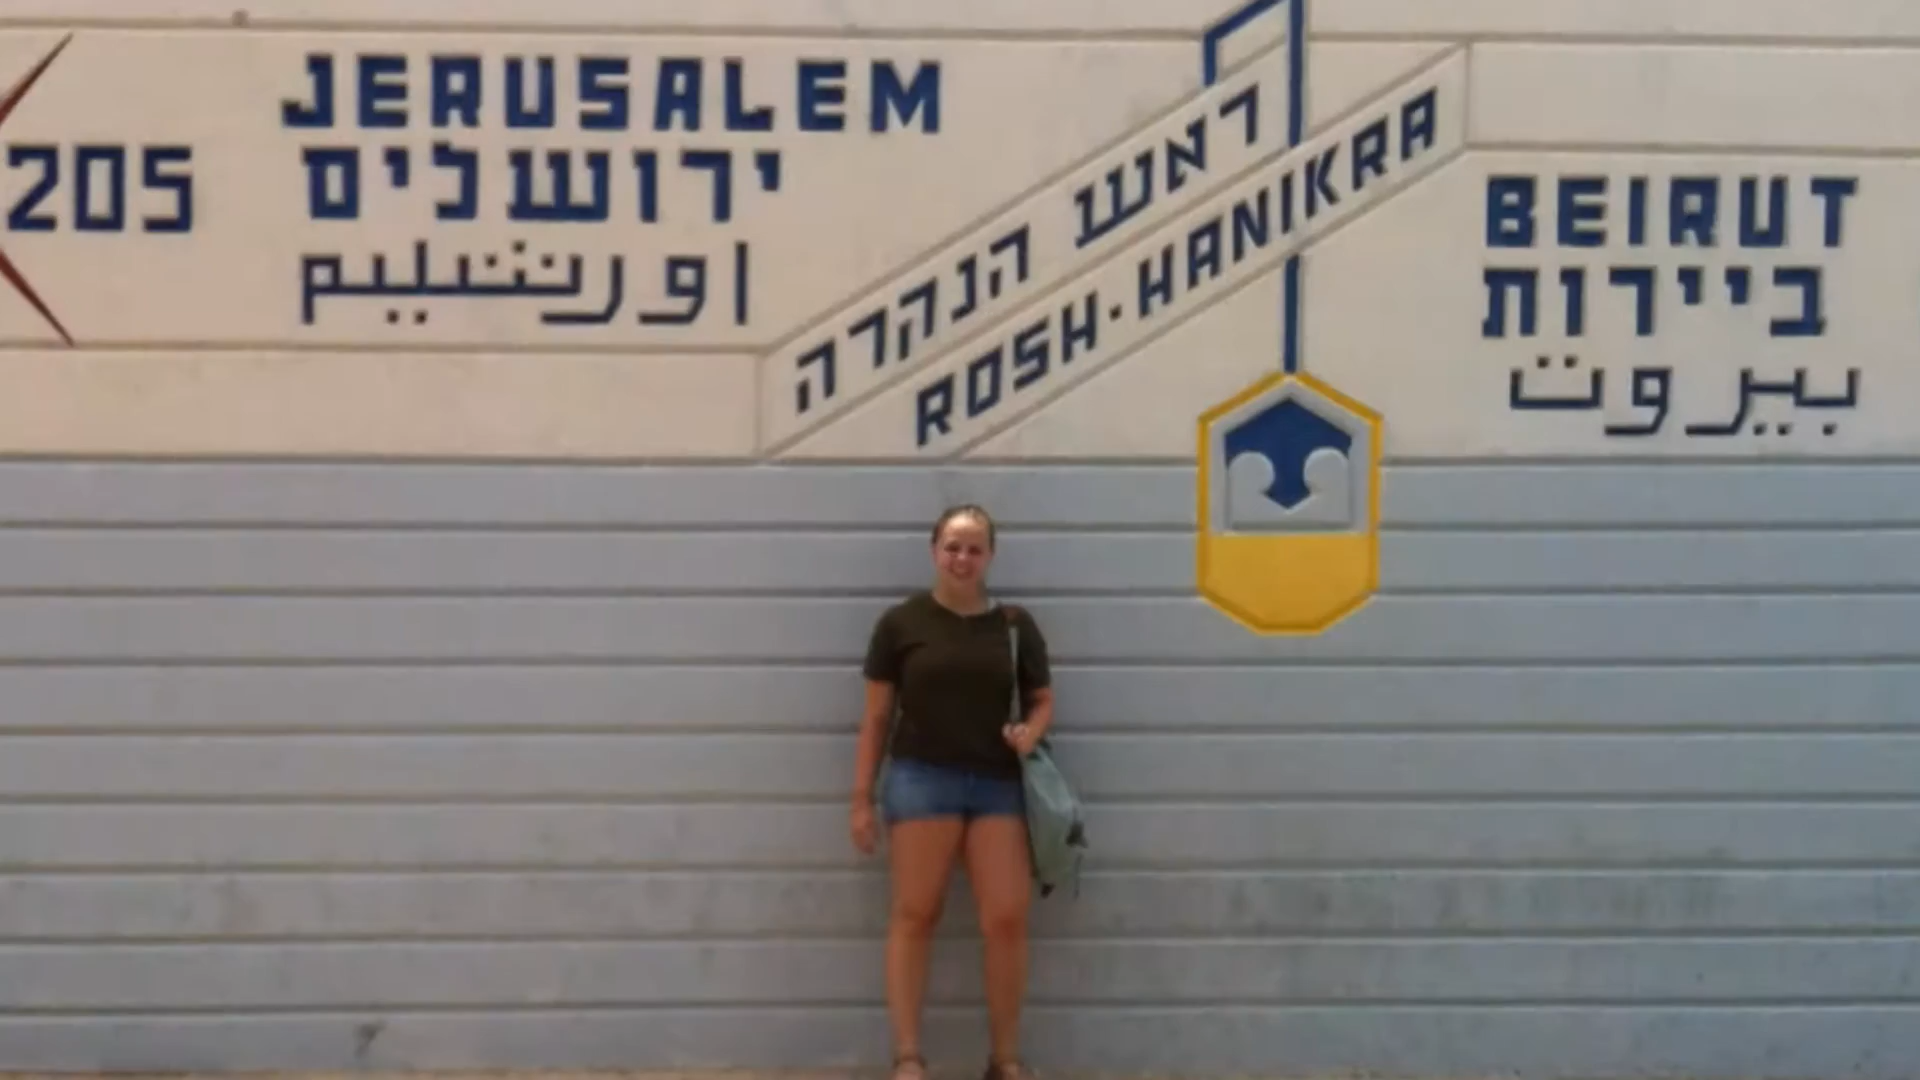 205
JERUSALEM
ירושלים
اورشليم
ראש הנקרה
ROSH-HANIKRA
BEIRUT
ביירות
بيروت